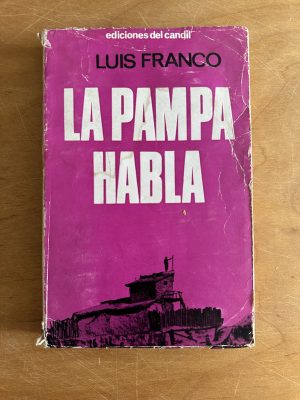 ediciones del candil
LUIS FRANCO
LA PAMPA
HABLA